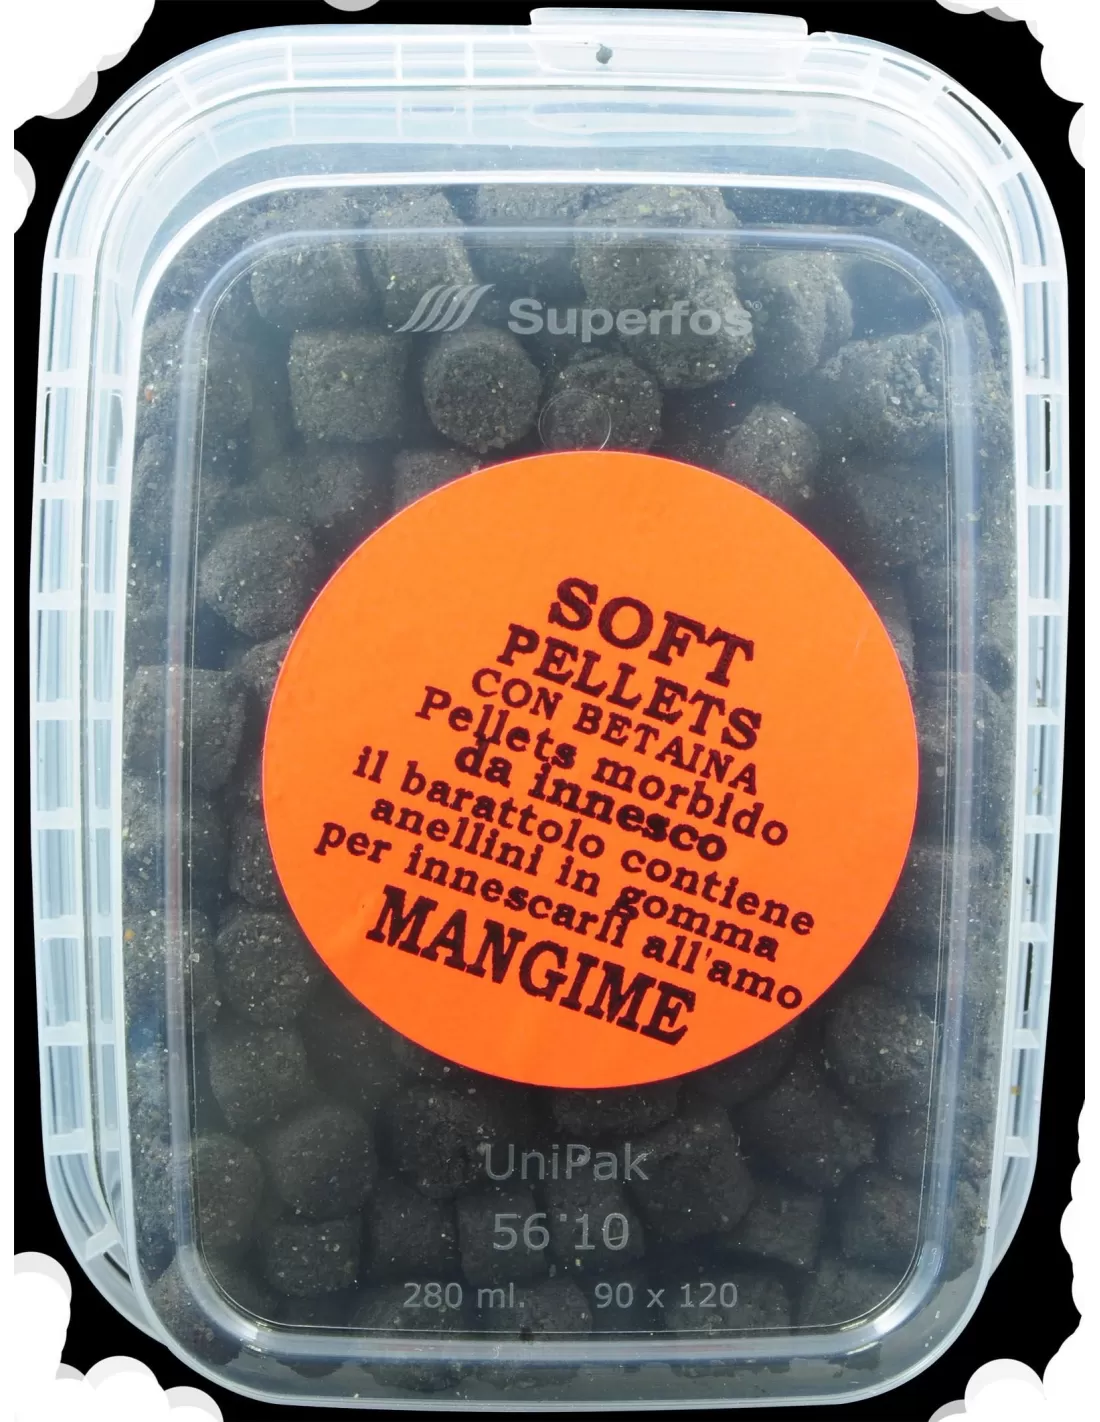 Superfos®
SOFT
PELLETS
CON BETAINA
Pellets morbido
da innesco
il barattolo contiene
anellini in gomma
per innescarli all'amo
MANGIME
UniPak
56 10
280 ml. 90 x 120